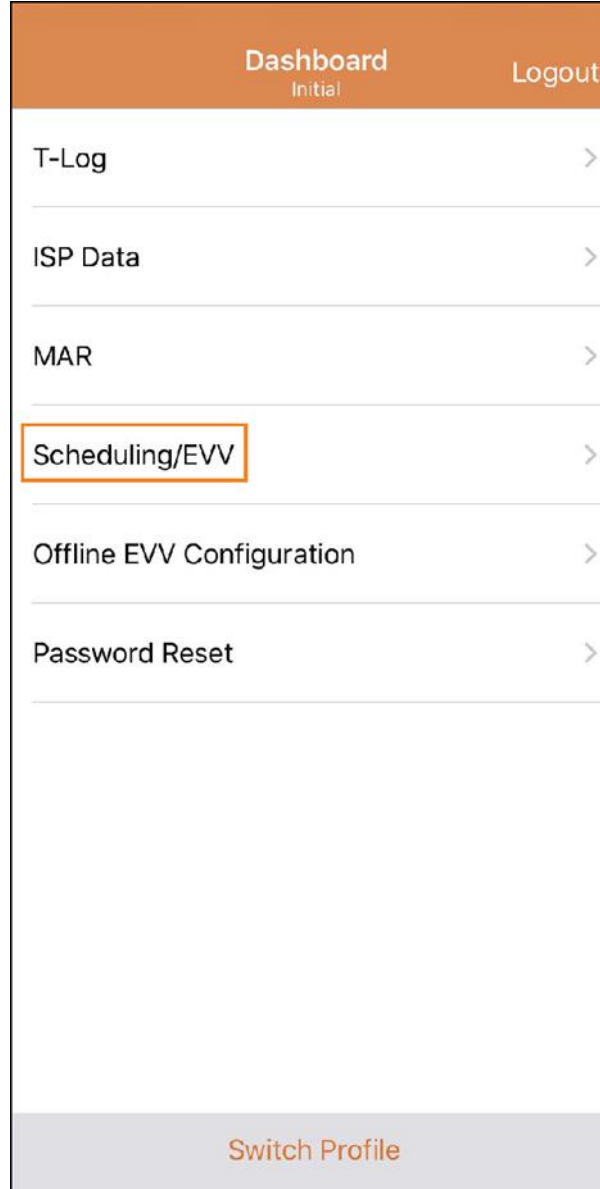 Dashboard
Initial
Logout
T-Log
ISP Data
MAR
Scheduling/EVV
Offline EVV Configuration
Password Reset
Switch Profile